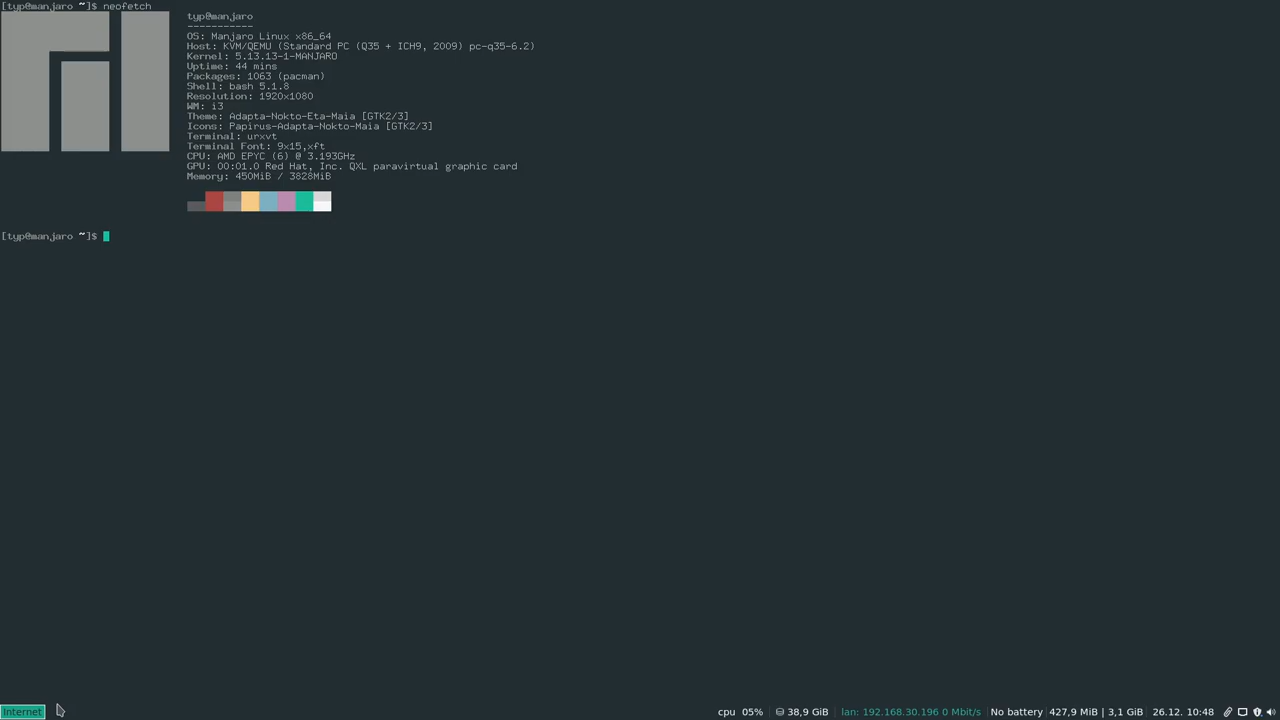 [typ@manjaro ~]$ neofetch
typ@manjaro
-----------
OS: Manjaro Linux x86_64
Host: KVM/QEMU (Standard PC (Q35 + ICH9, 2009) pc-q35-6.2)
Kernel: 5.13.13-1-MANJARO
Uptime: 44 mins
Packages: 1063 (pacman)
Shell: bash 5.1.8
Resolution: 1920x1080
WM: i3
Theme: Adapta-Nokto-Eta-Maia [GTK2/3]
Icons: Papirus-Adapta-Nokto-Maia [GTK2/3]
Terminal: urxvt
Terminal Font: 9x15,xft
CPU: AMD EPYC (6) @ 3.193GHz
GPU: 00:01.0 Red Hat, Inc. QXL paravirtual graphic card
Memory: 450MiB / 3828MiB
[typ@manjaro ~]$
Internet cpu 05% 38,9 GiB lan: 192.168.30.196 0 Mbit/s No battery 427,9 MiB | 3,1 GiB 26.12. 10:48